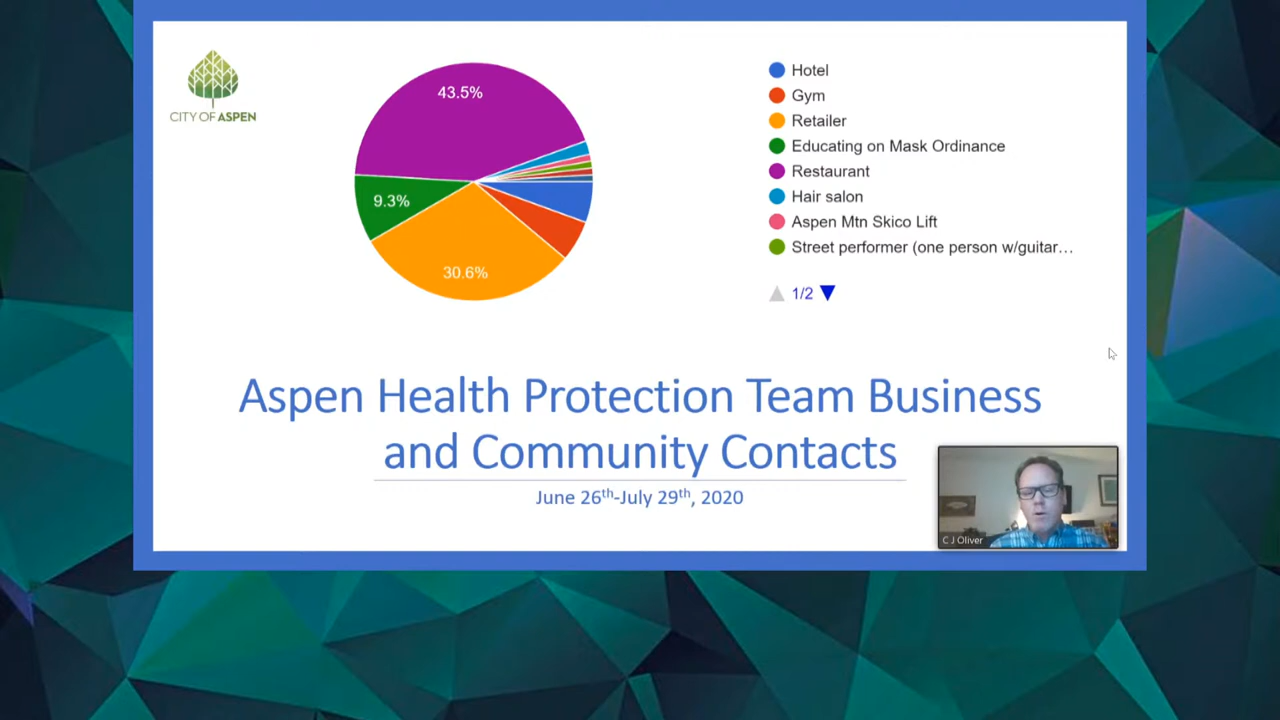 CITY OF ASPEN
43.5%
9.3%
30.6%
Hotel
Gym
Retailer
Educating on Mask Ordinance
Restaurant
Hair salon
Aspen Mtn Skico Lift
Street performer (one person w/guitar…
1/2
Aspen Health Protection Team Business
and Community Contacts
June 26th-July 29th, 2020
C J Oliver